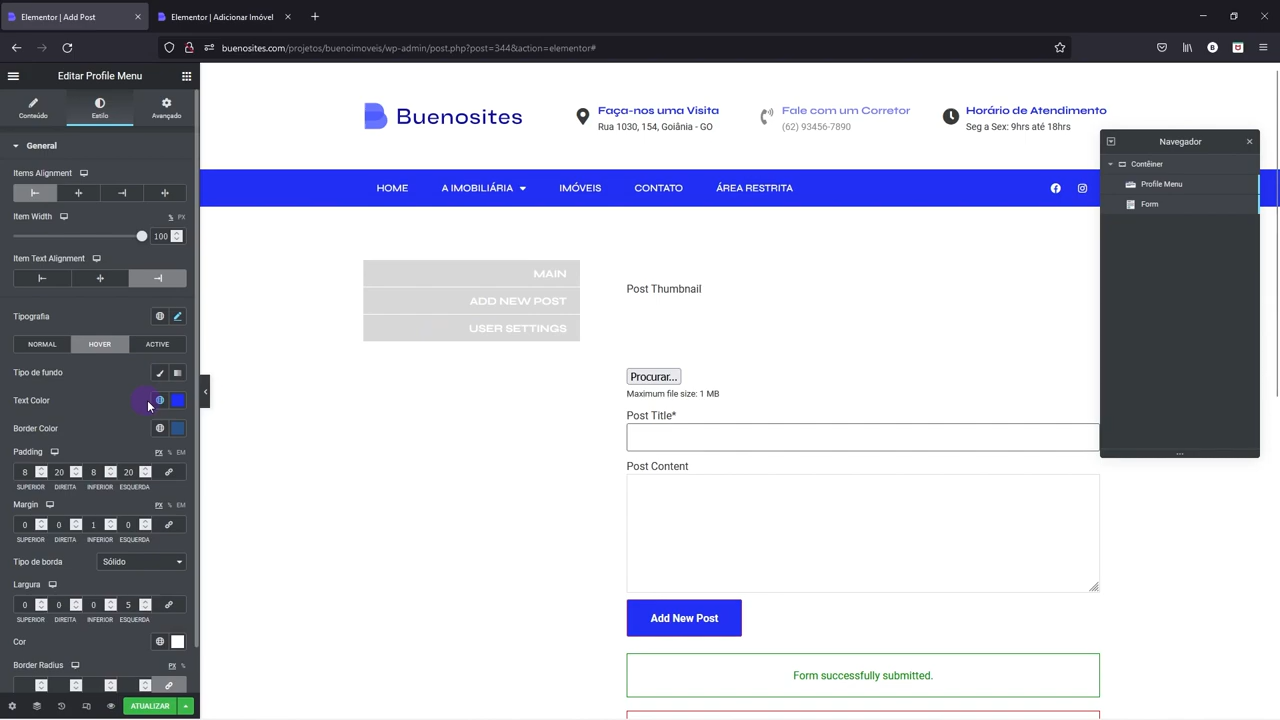 Elementor | Add Post
Elementor | Adicionar Imóvel
buenosites.com/projetos/buenoimoveis/wp-admin/post.php?post=344&action=elementor#
Editar Profile Menu
Conteúdo
Estilo
Avançado
General
Items Alignment
Item Width
% PX
100
Item Text Alignment
Tipografia
NORMAL
HOVER
ACTIVE
Tipo de fundo
Text Color
Border Color
Padding
PX % EM
8 20 8 20
SUPERIOR DIREITA INFERIOR ESQUERDA
Margin
PX % EM
0 0 1 0
SUPERIOR DIREITA INFERIOR ESQUERDA
Tipo de borda
Sólido
Largura
0 0 0 5
SUPERIOR DIREITA INFERIOR ESQUERDA
Cor
Border Radius
PX %
ATUALIZAR
Buenosites
Faça-nos uma Visita
Rua 1030, 154, Goiânia - GO
Fale com um Corretor
(62) 93456-7890
Horário de Atendimento
Seg a Sex: 9hrs até 18hrs
HOME
A IMOBILIÁRIA
IMÓVEIS
CONTATO
ÁREA RESTRITA
MAIN
ADD NEW POST
USER SETTINGS
Post Thumbnail
Procurar...
Maximum file size: 1 MB
Post Title*
Post Content
Add New Post
Form successfully submitted.
Navegador
Contêiner
Profile Menu
Form